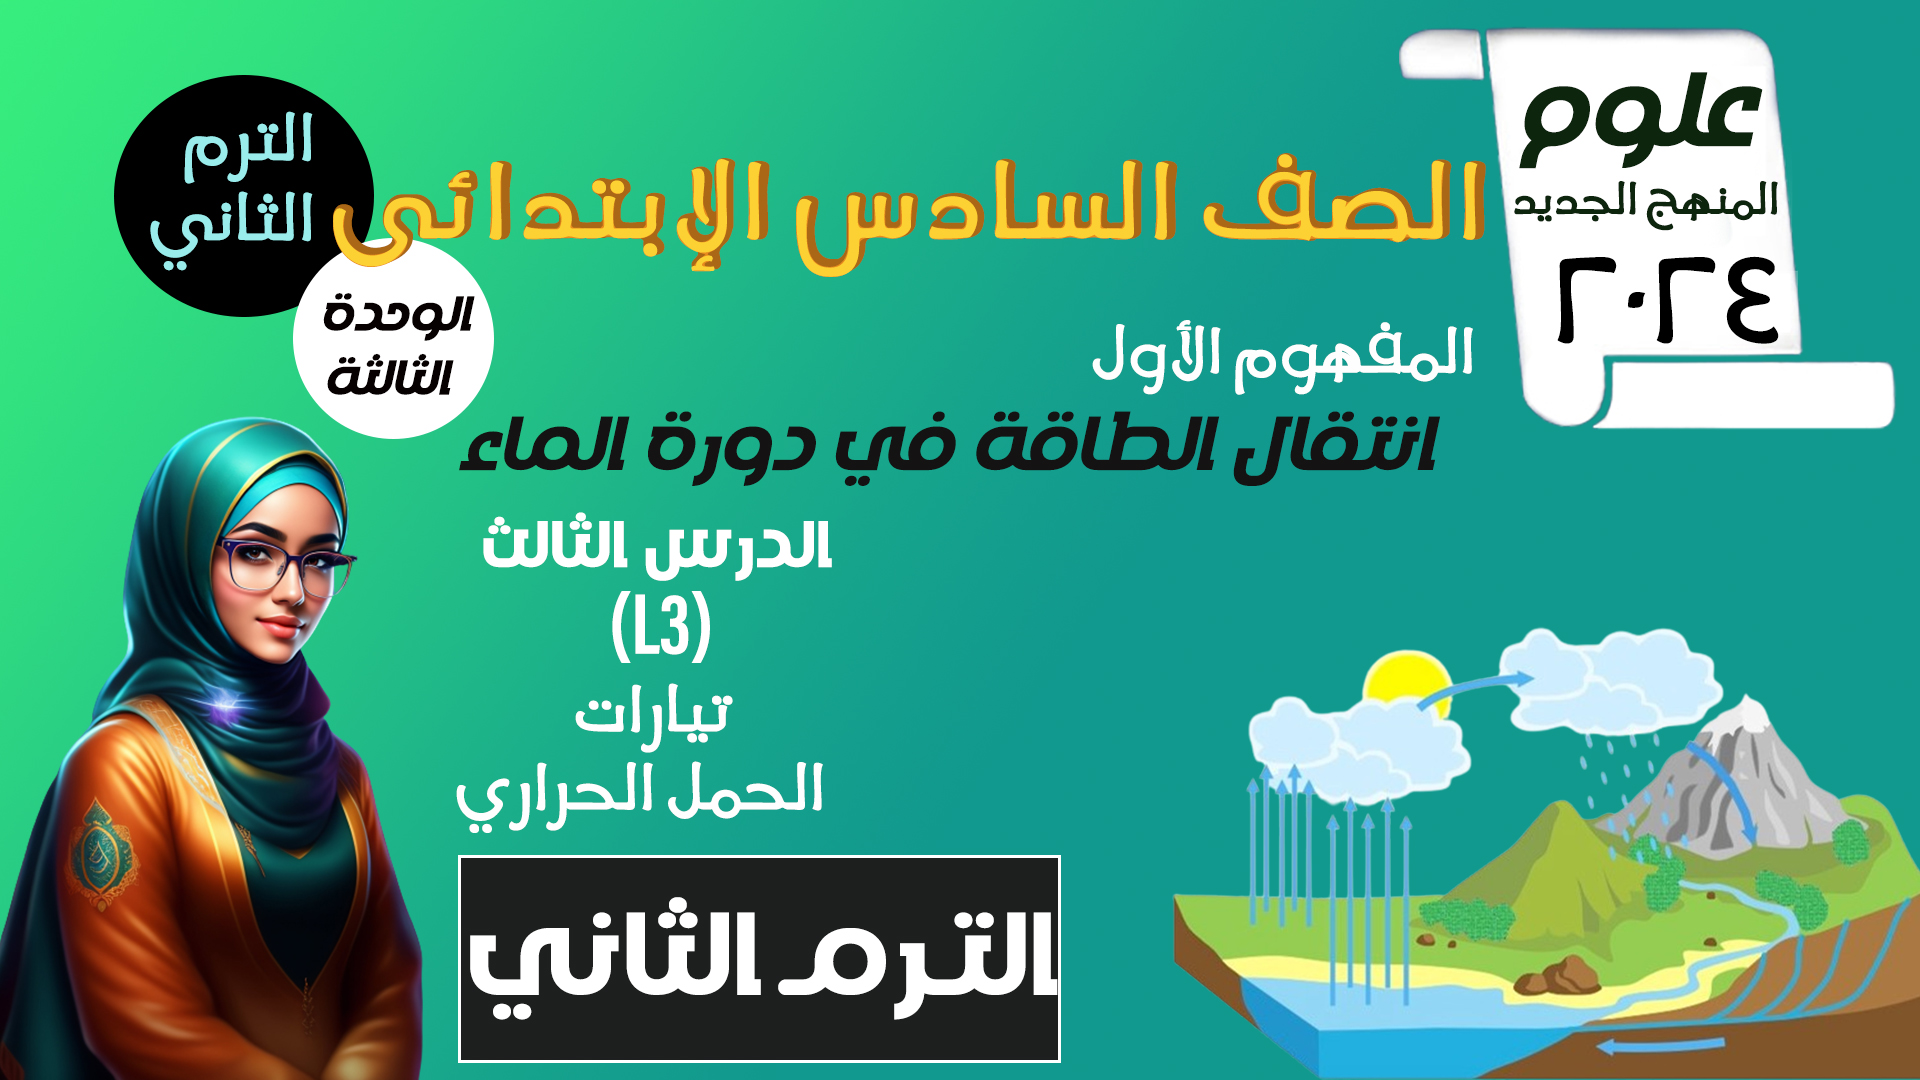 علوم
المنهج الجديد
٢٠٢٤
الترم
الثاني
الصف السادس الإبتدائى
الوحدة
الثالثة
المفهوم الأول
انتقال الطاقة في دورة الماء
الدرس الثالث
(L3)
تيارات
الحمل الحراري
الترم الثاني